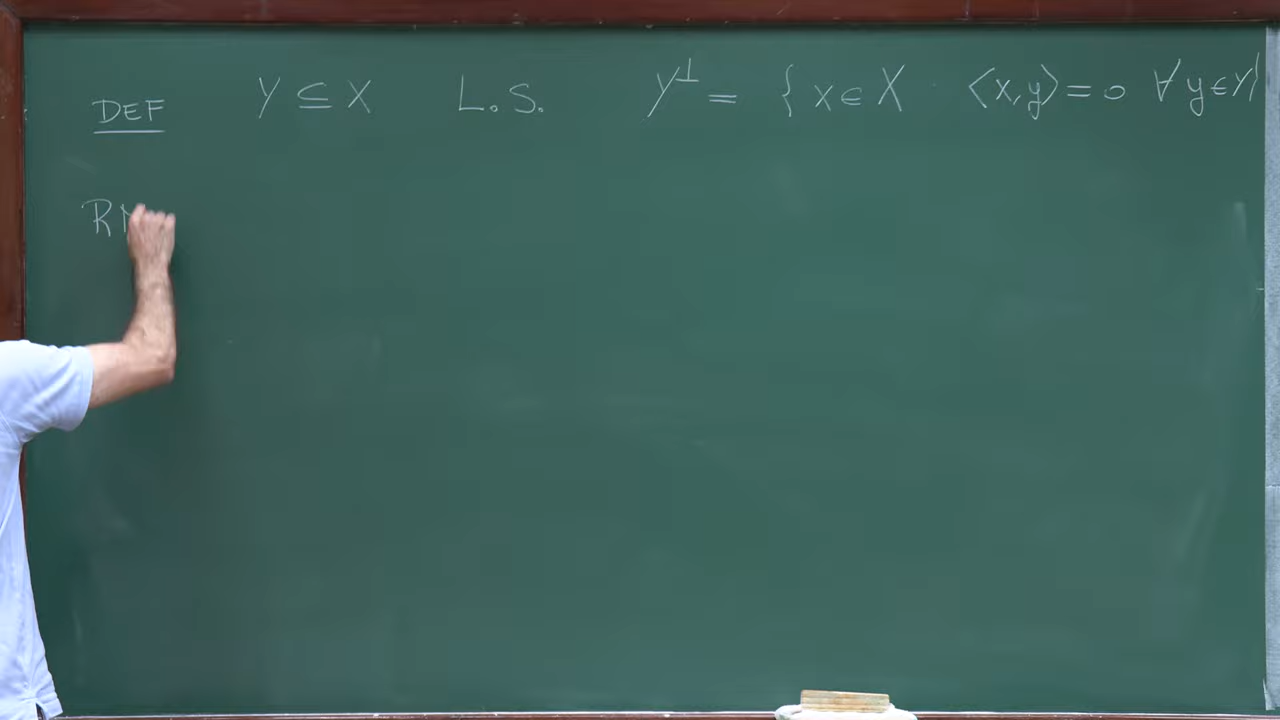 DEF Y ⊆ X L.S. Y⊥ = { x ∈ X . <x,y> = 0 ∀ y ∈ Y}